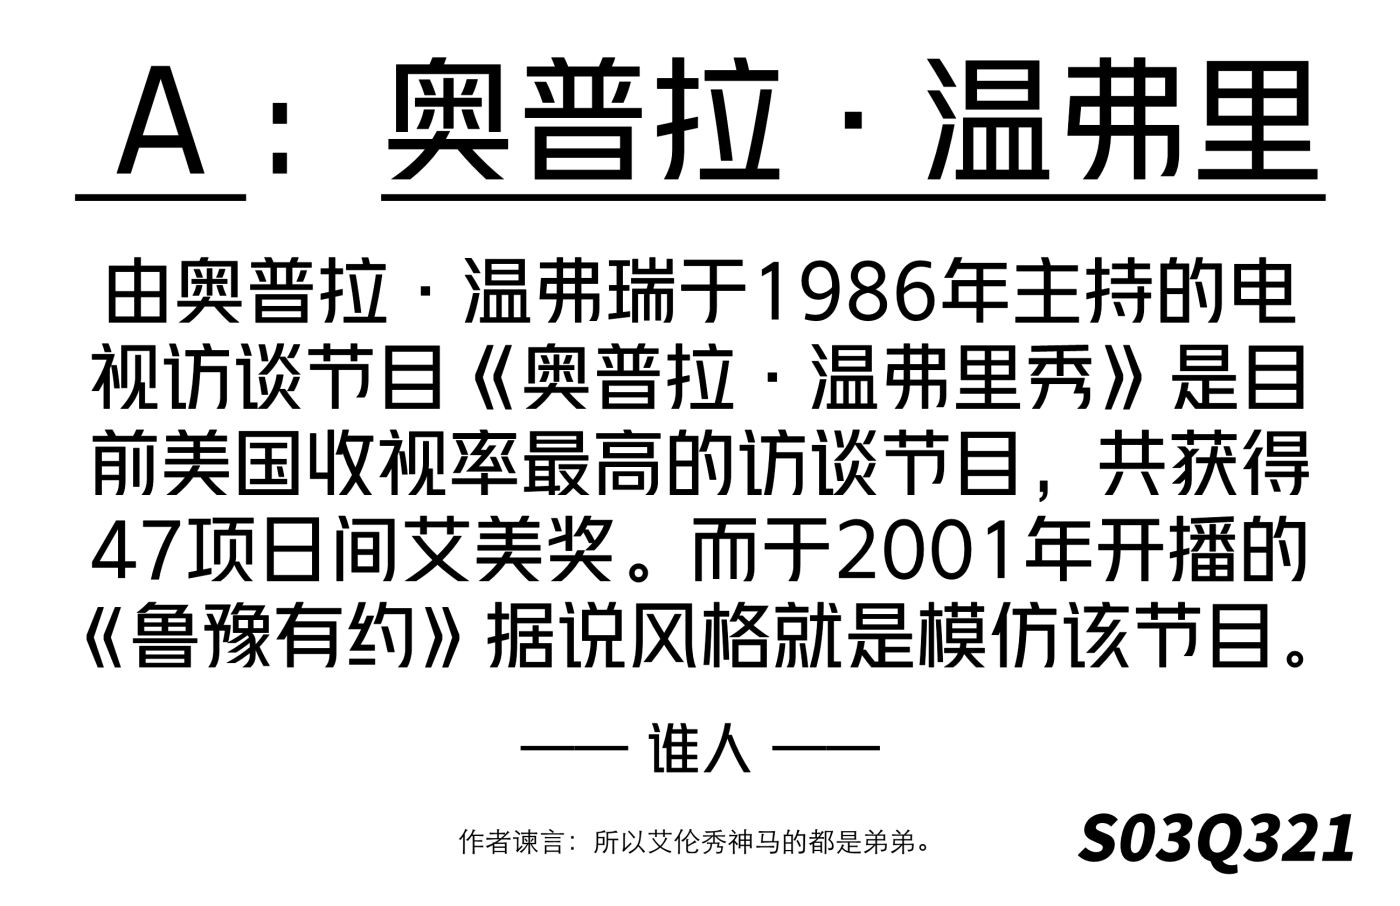 A：奥普拉·温弗里
由奥普拉·温弗瑞于1986年主持的电
视访谈节目《奥普拉·温弗里秀》是目
前美国收视率最高的访谈节目，共获得
47项日间艾美奖。而于2001年开播的
《鲁豫有约》据说风格就是模仿该节目。
—— 谁人 ——
作者谏言：所以艾伦秀神马的都是弟弟。
S03Q321